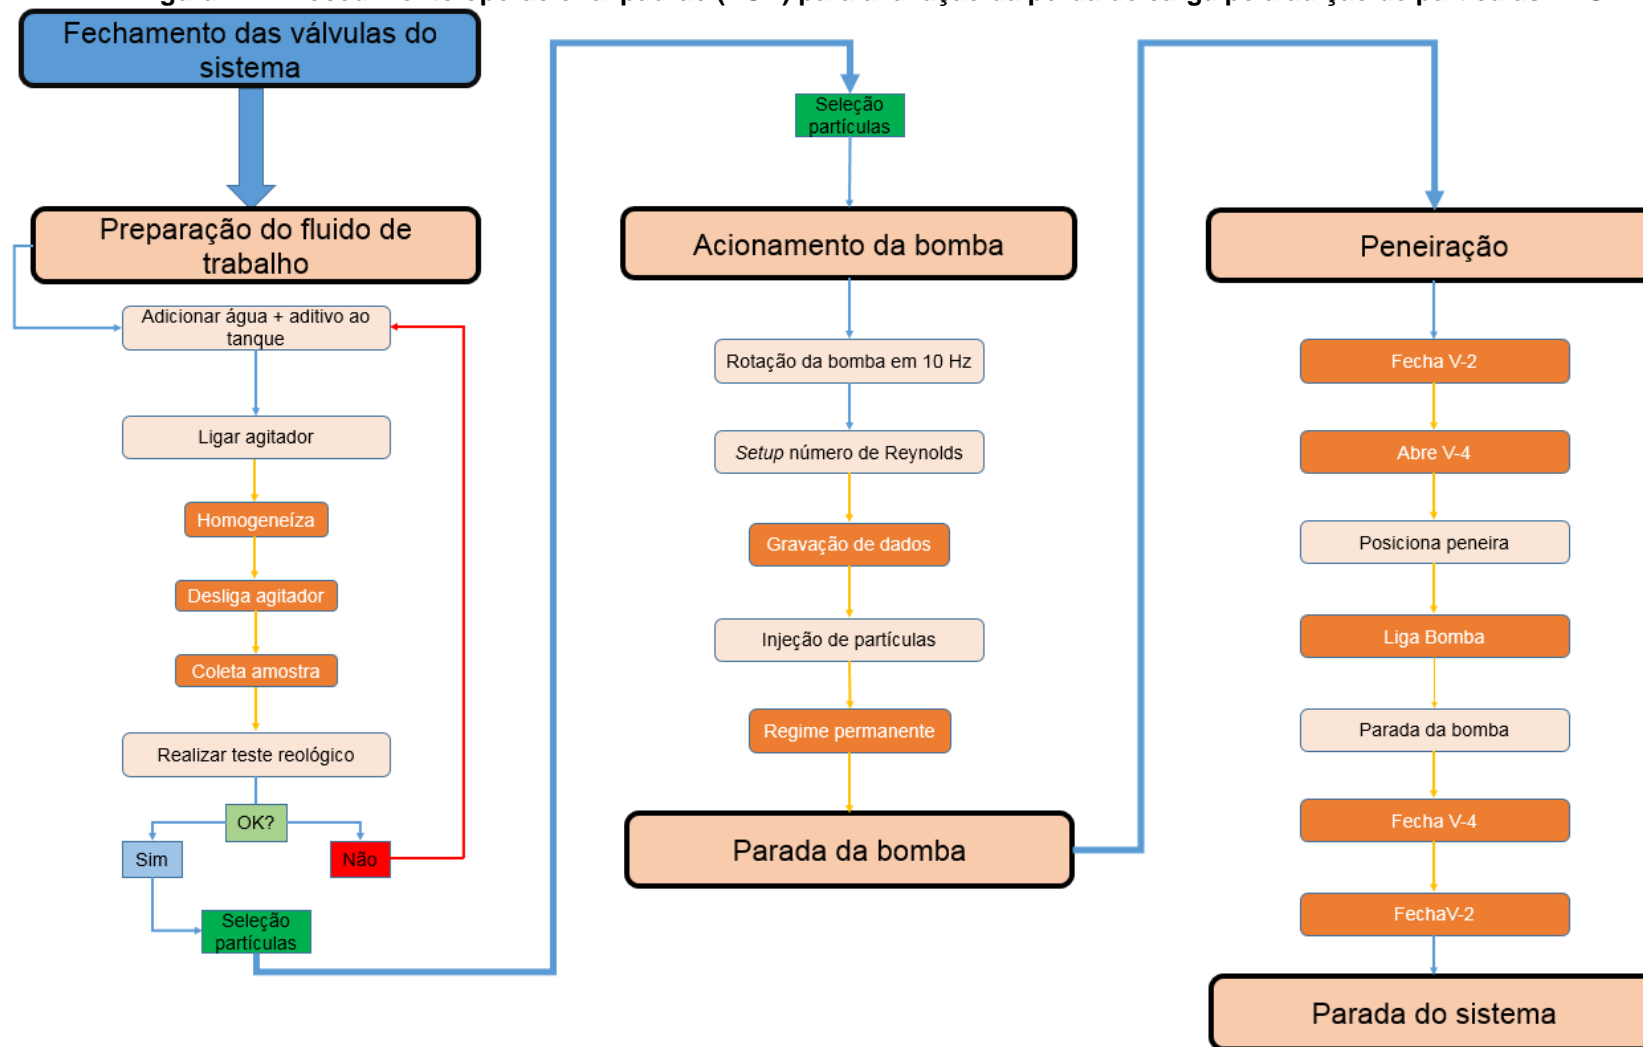 Fechamento das válvulas do
sistema
Preparação do fluido de
trabalho
Adicionar água + aditivo ao
tanque
Ligar agitador
Homogeneíza
Desliga agitador
Coleta amostra
Realizar teste reológico
OK?
Sim
Não
Seleção
partículas
Seleção
partículas
Acionamento da bomba
Rotação da bomba em 10 Hz
Setup número de Reynolds
Gravação de dados
Injeção de partículas
Regime permanente
Parada da bomba
Peneiração
Fecha V-2
Abre V-4
Posiciona peneira
Liga Bomba
Parada da bomba
Fecha V-4
FechaV-2
Parada do sistema